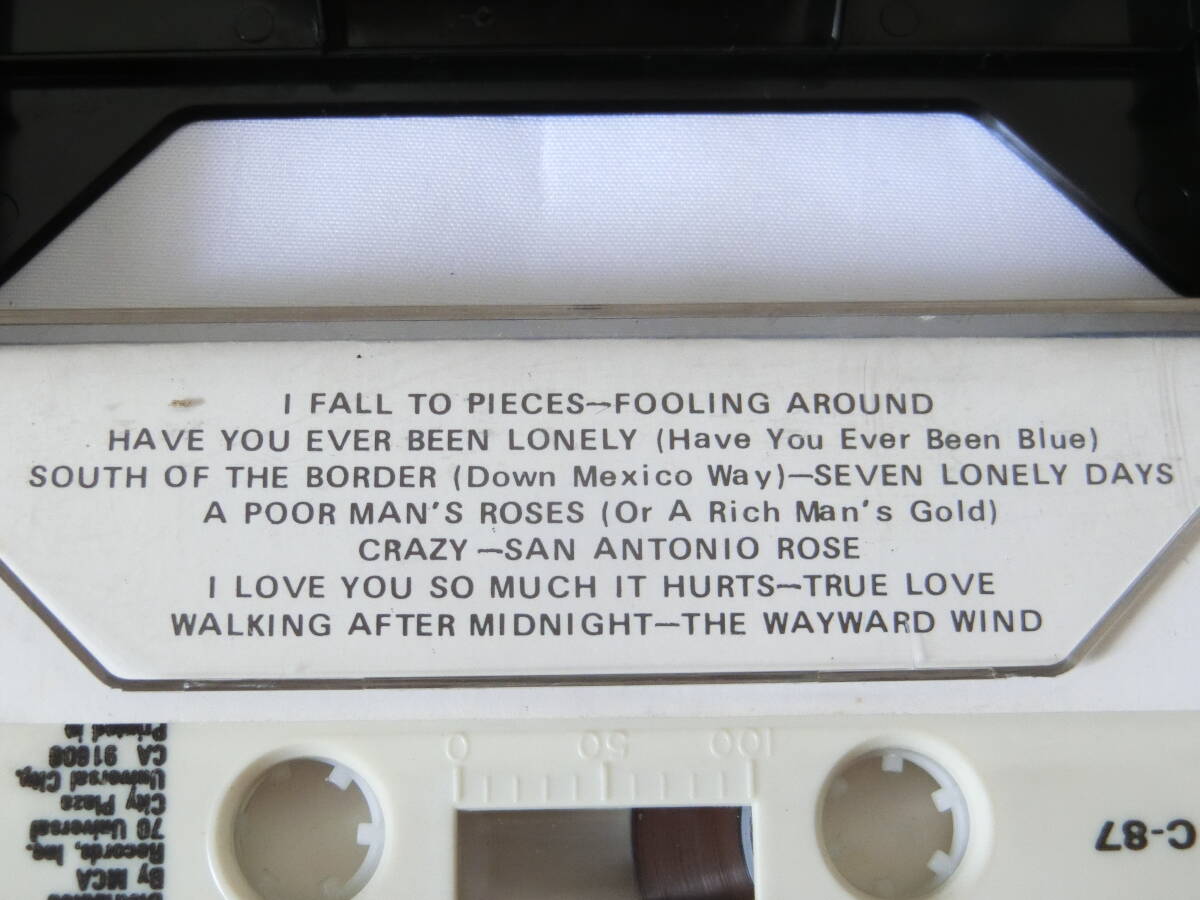 I FALL TO PIECES—FOOLING AROUND
HAVE YOU EVER BEEN LONELY (Have You Ever Been Blue)
SOUTH OF THE BORDER (Down Mexico Way)—SEVEN LONELY DAYS
A POOR MAN'S ROSES (Or A Rich Man's Gold)
CRAZY—SAN ANTONIO ROSE
I LOVE YOU SO MUCH IT HURTS—TRUE LOVE
WALKING AFTER MIDNIGHT—THE WAYWARD WIND
0 50 100
C-87
By MCA
Records, Inc.
70 Universal
City Plaza
Universal City,
CA 91608
Printed in